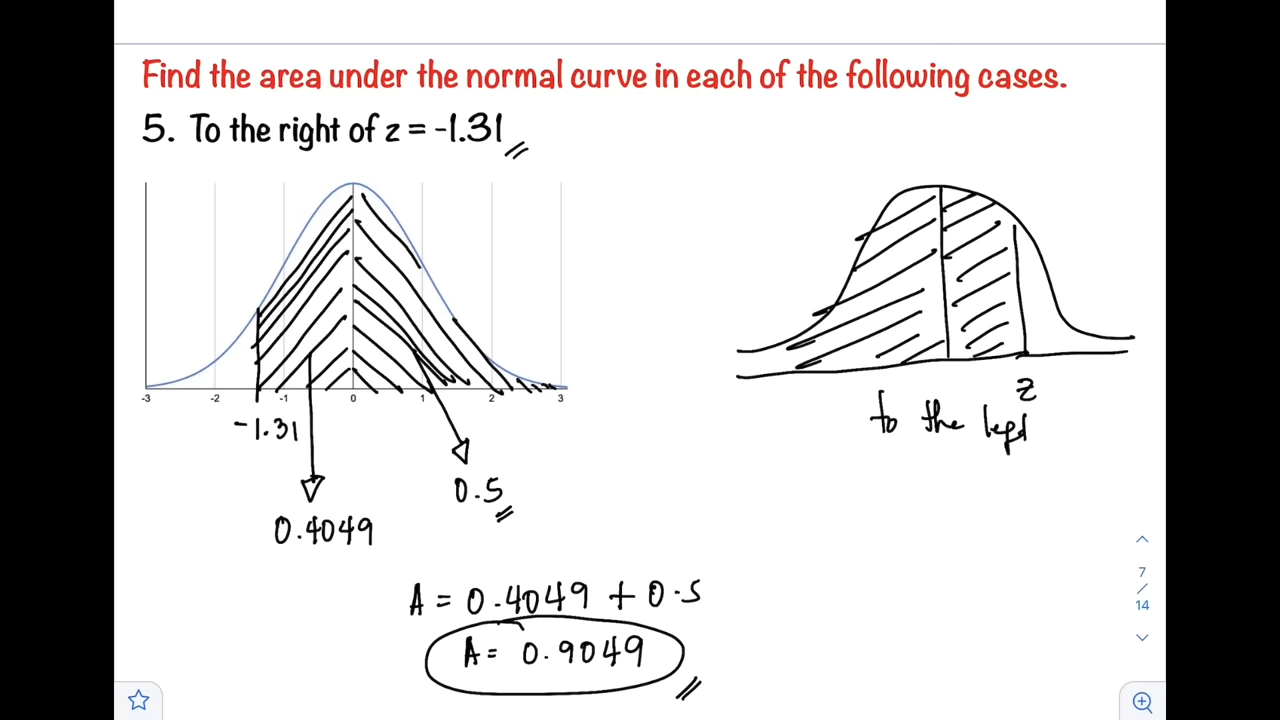 Find the area under the normal curve in each of the following cases.
5. To the right of z = -1.31
-3 -2 -1 0 1 2 3
-1.31
z
to the left
0.5
0.4049
A = 0.4049 + 0.5
A = 0.9049
7
/
14